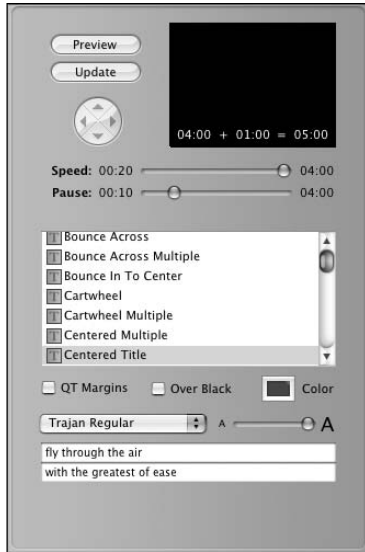 Preview
Update
04:00 + 01:00 = 05:00
Speed: 00:20 04:00
Pause: 00:10 04:00
Bounce Across
Bounce Across Multiple
Bounce In To Center
Cartwheel
Cartwheel Multiple
Centered Multiple
Centered Title
QT Margins Over Black Color
Trajan Regular A A
fly through the air
with the greatest of ease